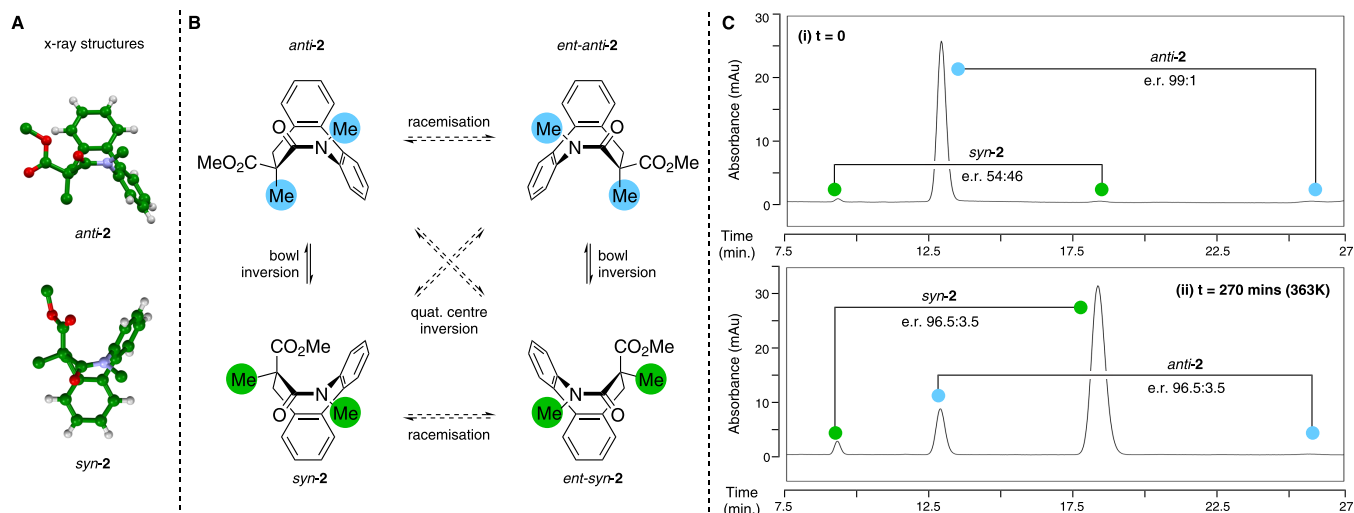 A
x-ray structures
anti-2
syn-2
B
anti-2
ent-anti-2
O
Me
N
MeO2C
Me
racemisation
Me
O
N
CO2Me
Me
bowl
inversion
quat. centre
inversion
bowl
inversion
CO2Me
Me
N
O
Me
racemisation
CO2Me
N
Me
Me
O
syn-2
ent-syn-2
C
(i) t = 0
Absorbance (mAu)
30
20
10
0
anti-2
e.r. 99:1
syn-2
e.r. 54:46
Time
(min.)
7.5
12.5
17.5
22.5
27
(ii) t = 270 mins (363K)
Absorbance (mAu)
30
20
10
0
syn-2
e.r. 96.5:3.5
anti-2
e.r. 96.5:3.5
Time
(min.)
7.5
12.5
17.5
22.5
27